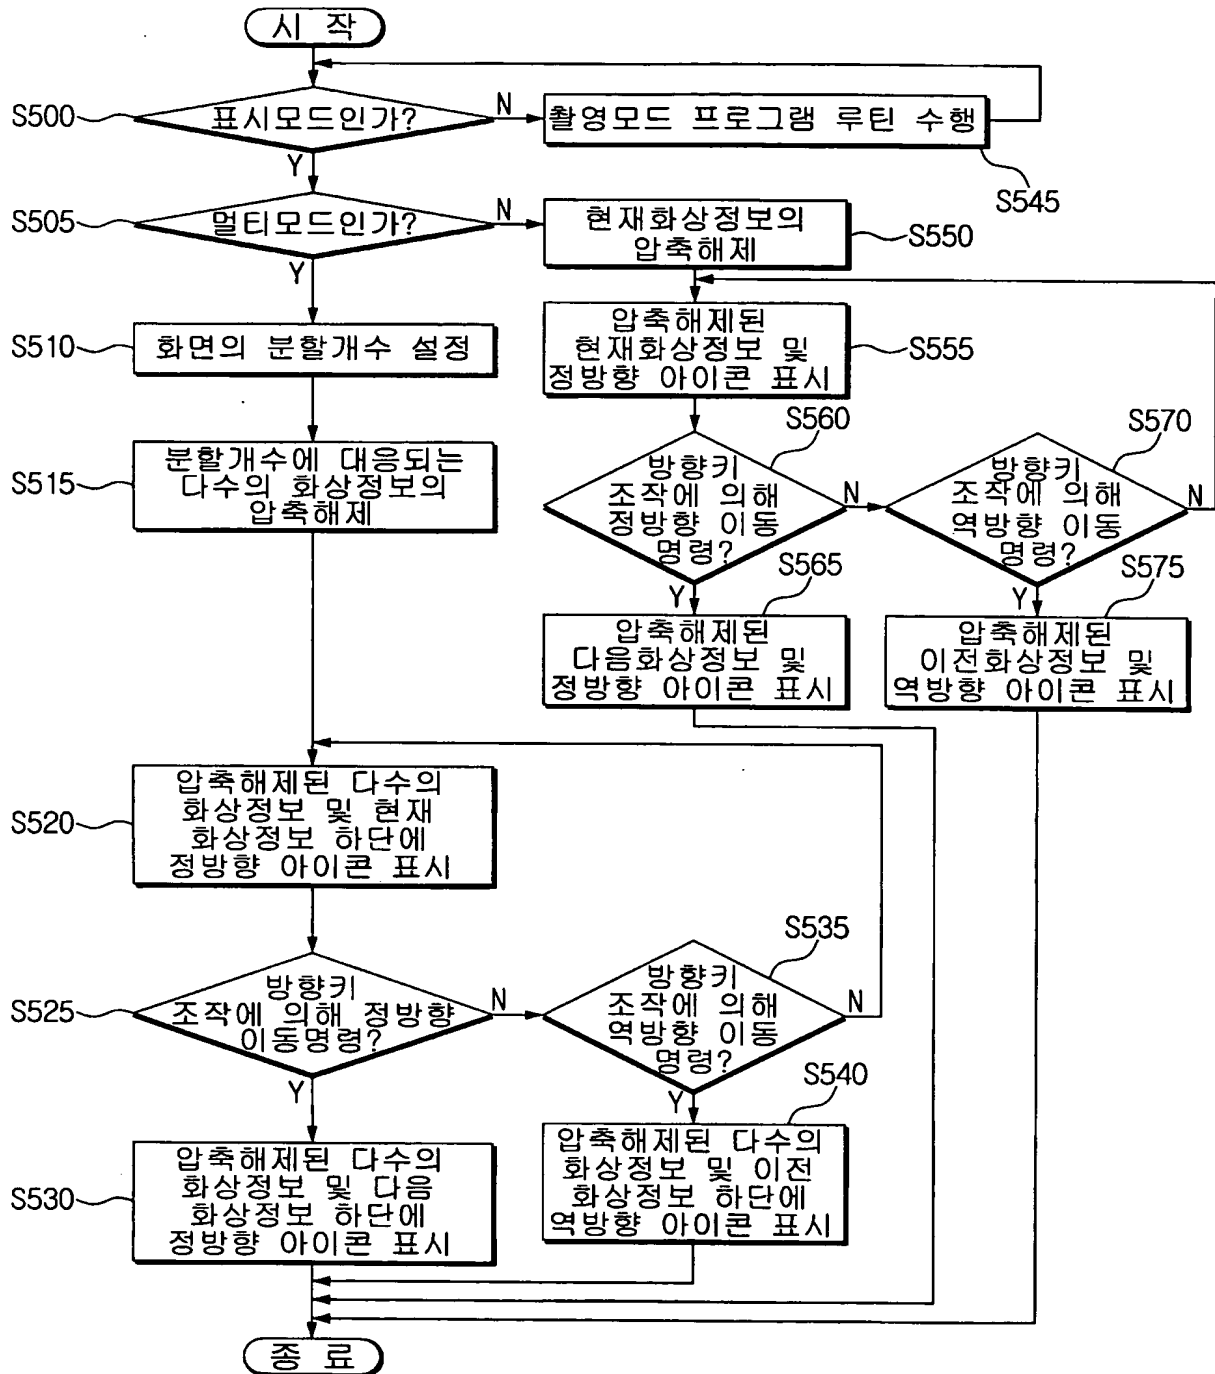 시 작
S500
표시모드인가?
N
촬영모드 프로그램 루틴 수행
S545
Y
S505
멀티모드인가?
N
현재화상정보의
압축해제
S550
Y
S510
화면의 분할개수 설정
압축해제된
현재화상정보 및
정방향 아이콘 표시
S555
S515
분할개수에 대응되는
다수의 화상정보의
압축해제
S560
방향키
조작에 의해
정방향 이동
명령?
N
S570
방향키
조작에 의해
역방향 이동
명령?
N
Y
S565
압축해제된
다음화상정보 및
정방향 아이콘 표시
Y
S575
압축해제된
이전화상정보 및
역방향 아이콘 표시
S520
압축해제된 다수의
화상정보 및 현재
화상정보 하단에
정방향 아이콘 표시
S525
방향키
조작에 의해 정방향
이동명령?
N
S535
방향키
조작에 의해
역방향 이동
명령?
N
Y
S530
압축해제된 다수의
화상정보 및 다음
화상정보 하단에
정방향 아이콘 표시
Y
S540
압축해제된 다수의
화상정보 및 이전
화상정보 하단에
역방향 아이콘 표시
종 료